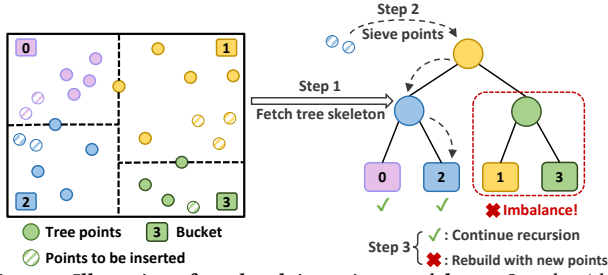 Step 2
Sieve points
0
1
Step 1
Fetch tree skeleton
0
2
1
3
2
3
Imbalance!
Tree points
3
Bucket
Points to be inserted
Step 3
: Continue recursion
: Rebuild with new points